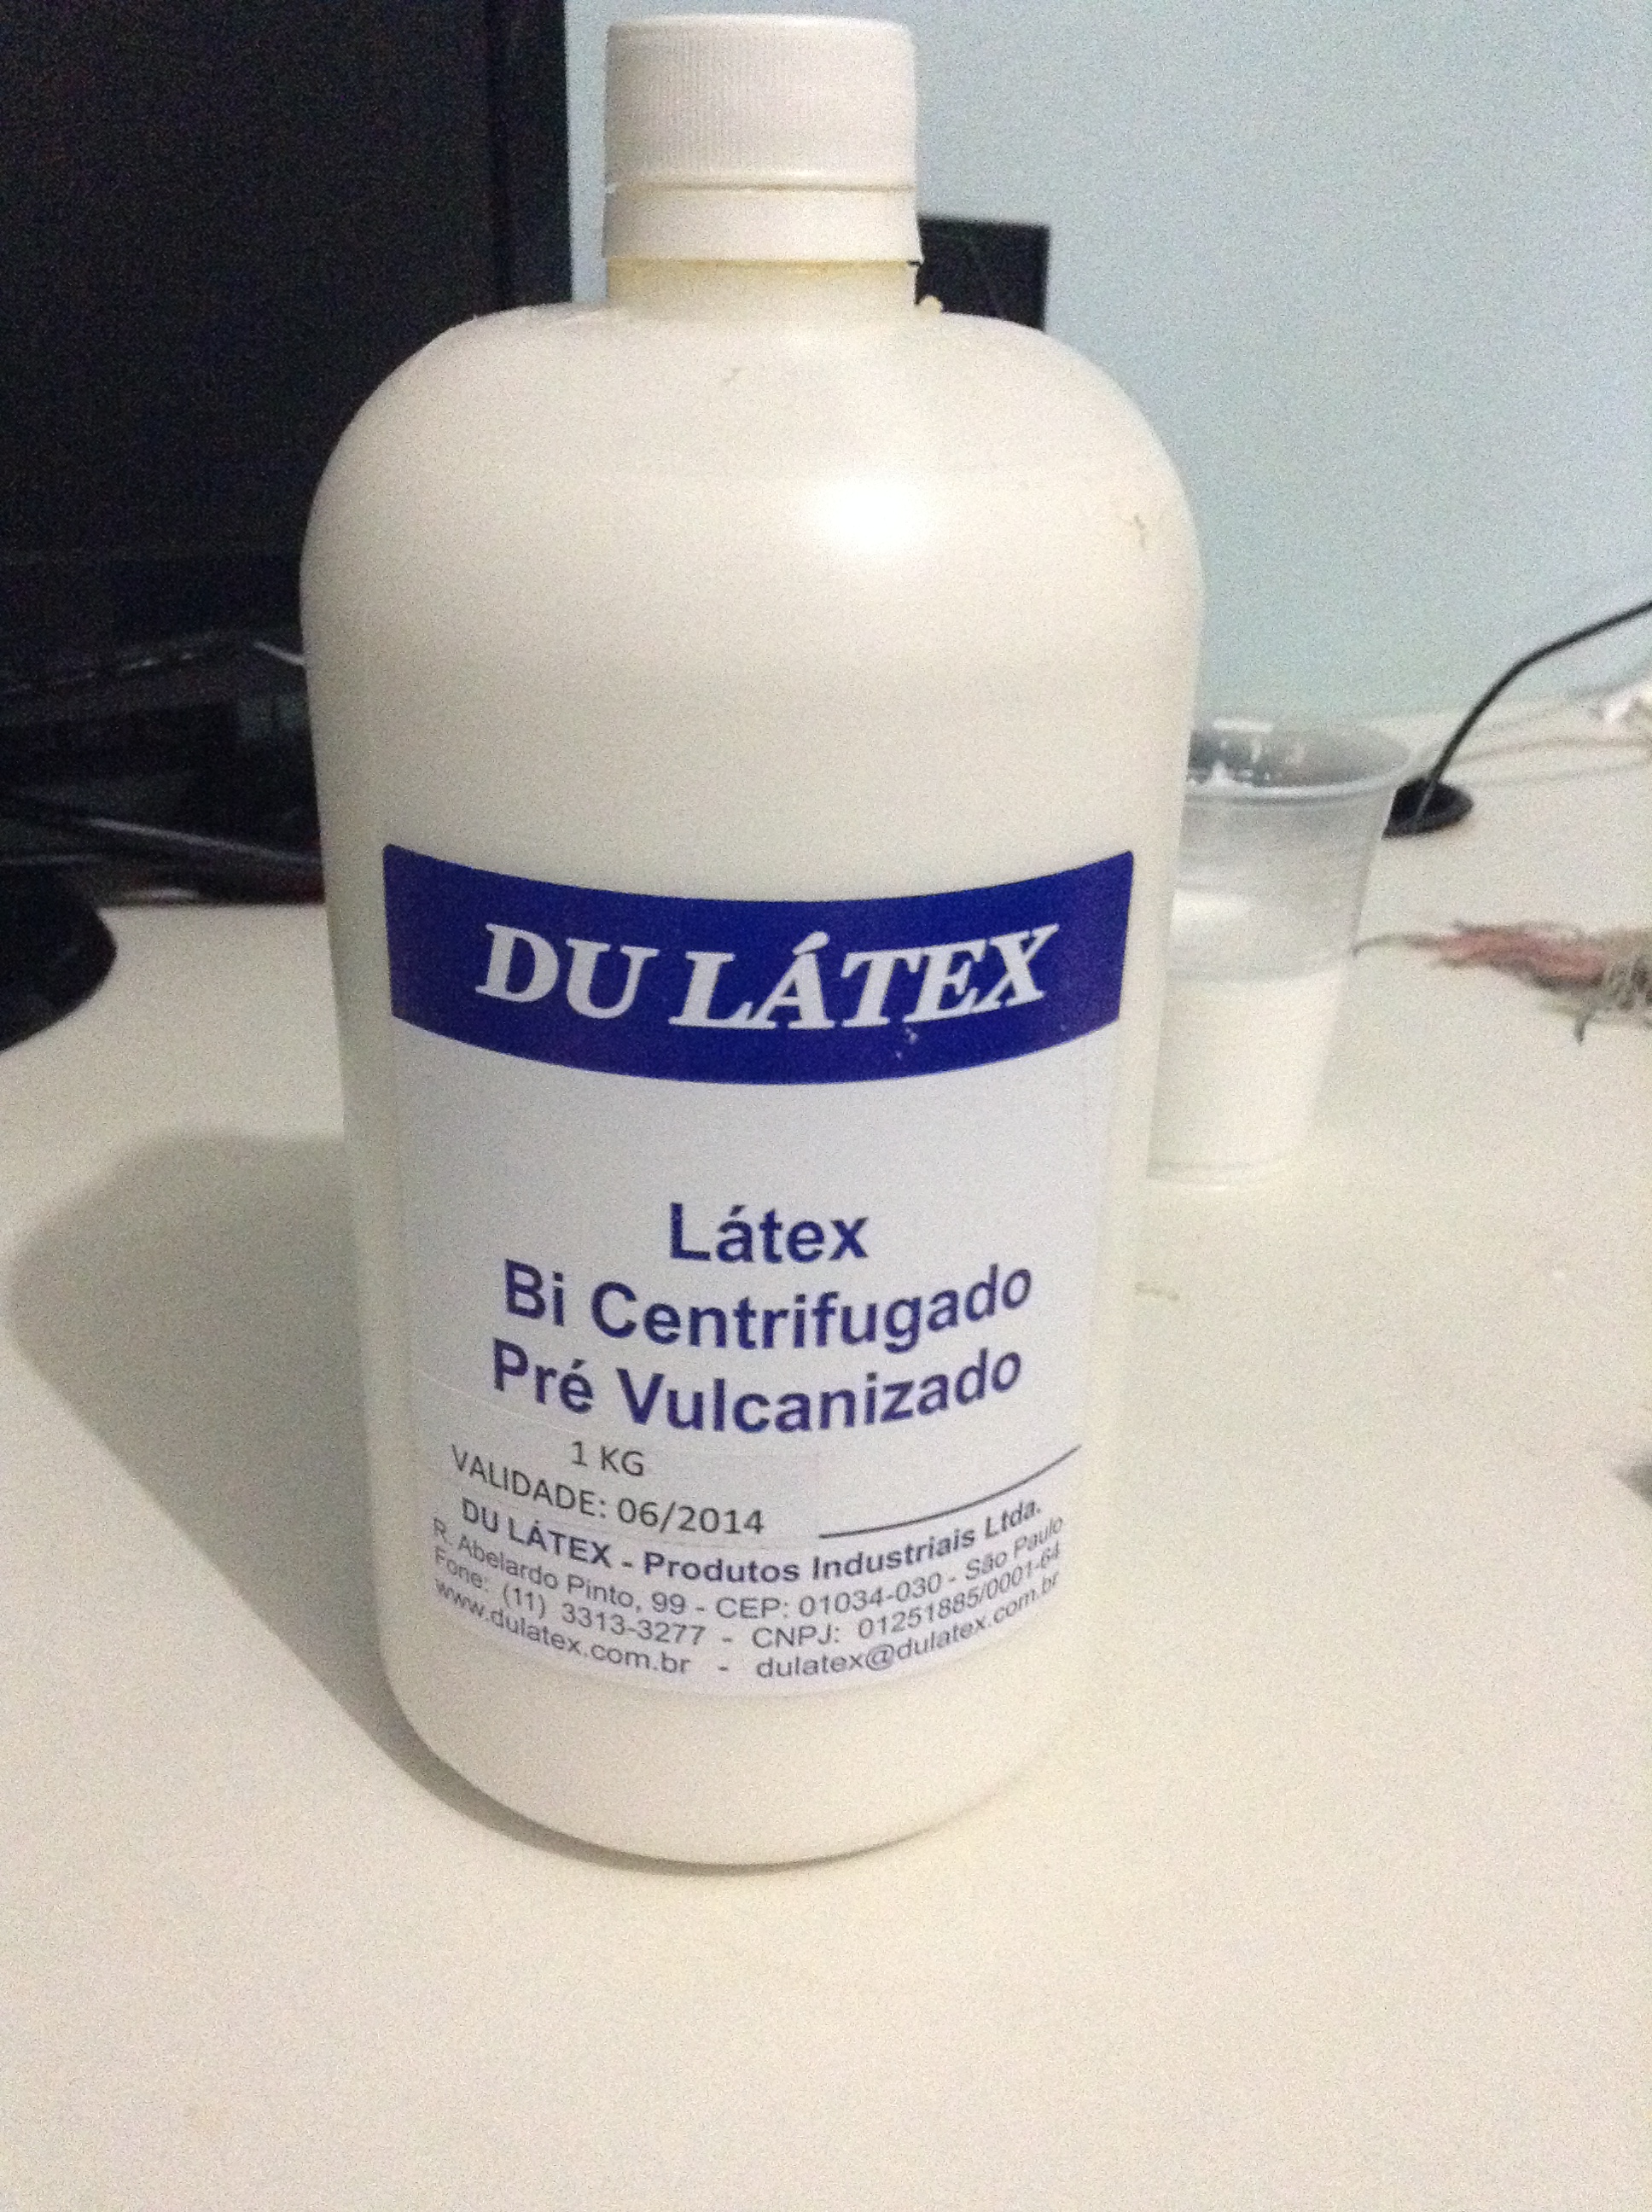 DU LÁTEX
Látex
Bi Centrifugado
Pré Vulcanizado
1 KG
VALIDADE: 06/2014
DU LÁTEX - Produtos Industriais Ltda.
R. Abelardo Pinto, 99 - CEP: 01034-030 - São Paulo
Fone: (11) 3313-3277 - CNPJ: 01251885/0001-64
www.dulatex.com.br - dulatex@dulatex.com.br